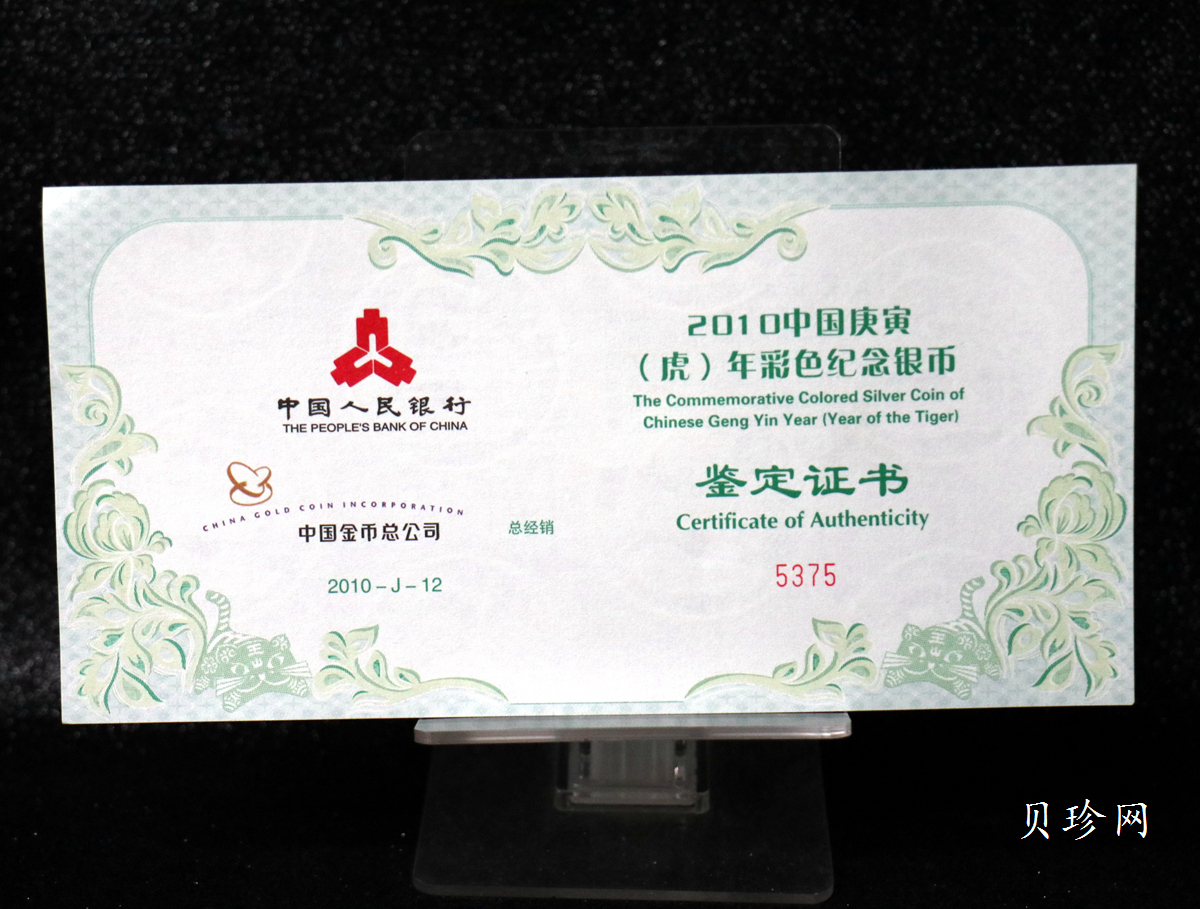 中国人民银行
THE PEOPLE'S BANK OF CHINA
CHINA GOLD COIN INCORPORATION
中国金币总公司
总经销
2010-J-12
2010中国庚寅
（虎）年彩色纪念银币
The Commemorative Colored Silver Coin of
Chinese Geng Yin Year (Year of the Tiger)
鉴定证书
Certificate of Authenticity
5375
贝珍网